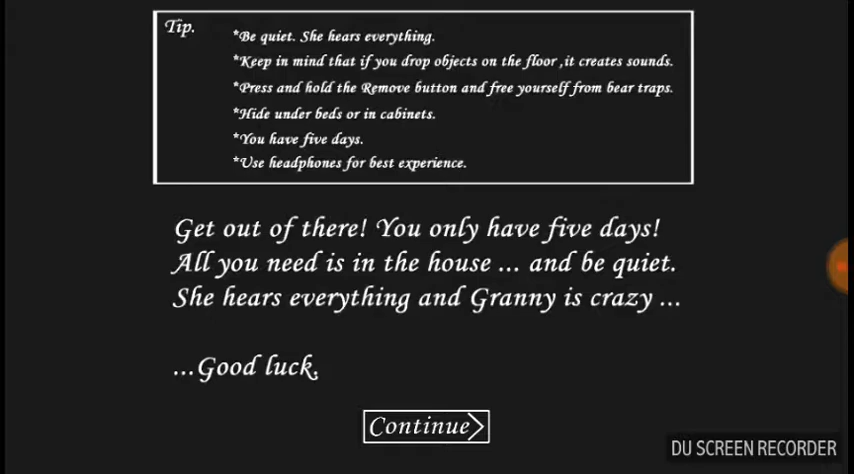 Tip.
*Be quiet. She hears everything.
*Keep in mind that if you drop objects on the floor ,it creates sounds.
*Press and hold the Remove button and free yourself from bear traps.
*Hide under beds or in cabinets.
*You have five days.
*Use headphones for best experience.
Get out of there! You only have five days!
All you need is in the house ... and be quiet.
She hears everything and Granny is crazy ...
...Good luck.
Continue
DU SCREEN RECORDER